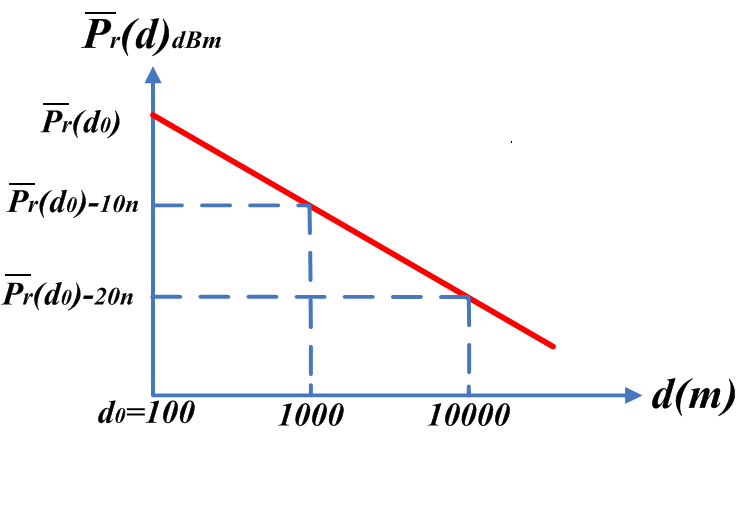 P̅r(d)dBm
P̅r(d0)
P̅r(d0)-10n
P̅r(d0)-20n
d0=100 1000 10000 d(m)